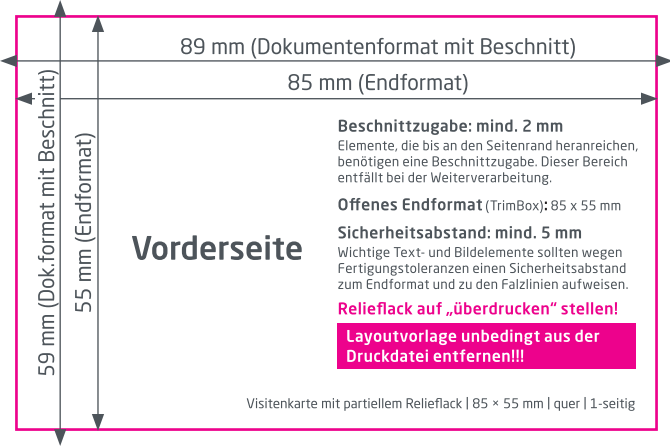 89 mm (Dokumentenformat mit Beschnitt)
85 mm (Endformat)
59 mm (Dok.format mit Beschnitt)
55 mm (Endformat)
Vorderseite
Beschnittzugabe: mind. 2 mm
Elemente, die bis an den Seitenrand heranreichen,
benötigen eine Beschnittzugabe. Dieser Bereich
entfällt bei der Weiterverarbeitung.
Offenes Endformat (TrimBox): 85 x 55 mm
Sicherheitsabstand: mind. 5 mm
Wichtige Text- und Bildelemente sollten wegen
Fertigungstoleranzen einen Sicherheitsabstand
zum Endformat und zu den Falzlinien aufweisen.
Relieflack auf „überdrucken“ stellen!
Layoutvorlage unbedingt aus der
Druckdatei entfernen!!!
Visitenkarte mit partiellem Relieflack | 85 × 55 mm | quer | 1-seitig